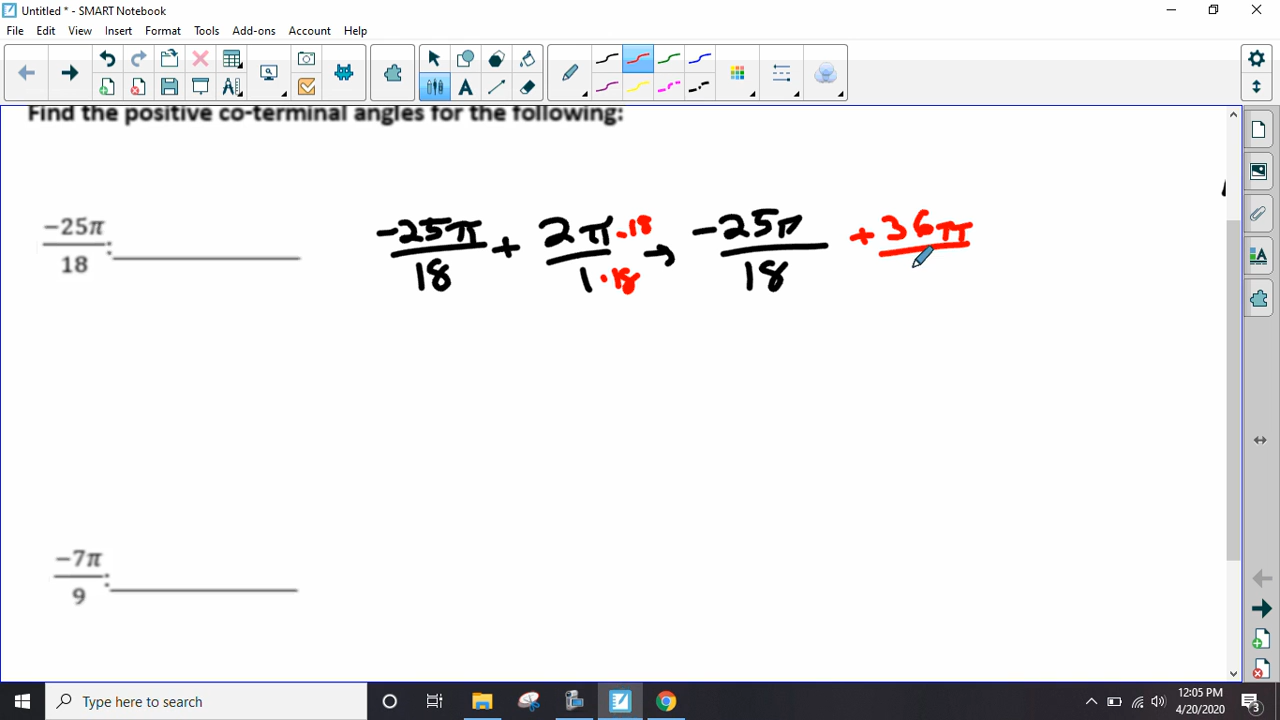 Untitled * - SMART Notebook
File Edit View Insert Format Tools Add-ons Account Help
Find the positive co-terminal angles for the following:
−25π
18
:
-25π/18 + 2π·18/1·18 → -25π/18 +36π
−7π
9
:
Type here to search
12:05 PM
4/20/2020
3